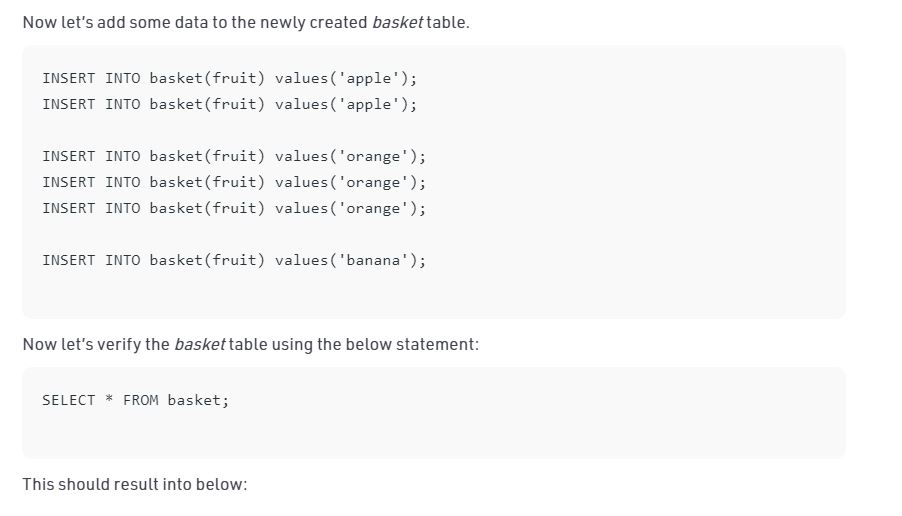 Now let's add some data to the newly created basket table.
INSERT INTO basket(fruit) values('apple');
INSERT INTO basket(fruit) values('apple');
INSERT INTO basket(fruit) values('orange');
INSERT INTO basket(fruit) values('orange');
INSERT INTO basket(fruit) values('orange');
INSERT INTO basket(fruit) values('banana');
Now let's verify the basket table using the below statement:
SELECT * FROM basket;
This should result into below: